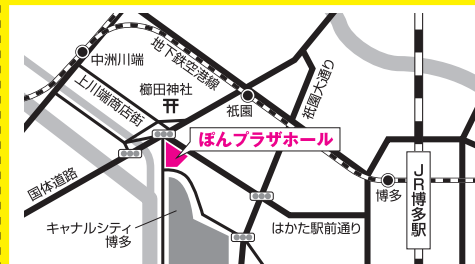 中洲川端
地下鉄空港線
上川端商店街
櫛田神社
祇園
祇園大通り
ぽんプラザホール
国体道路
キャナルシティ
博多
はかた駅前通り
博多
JR博多駅